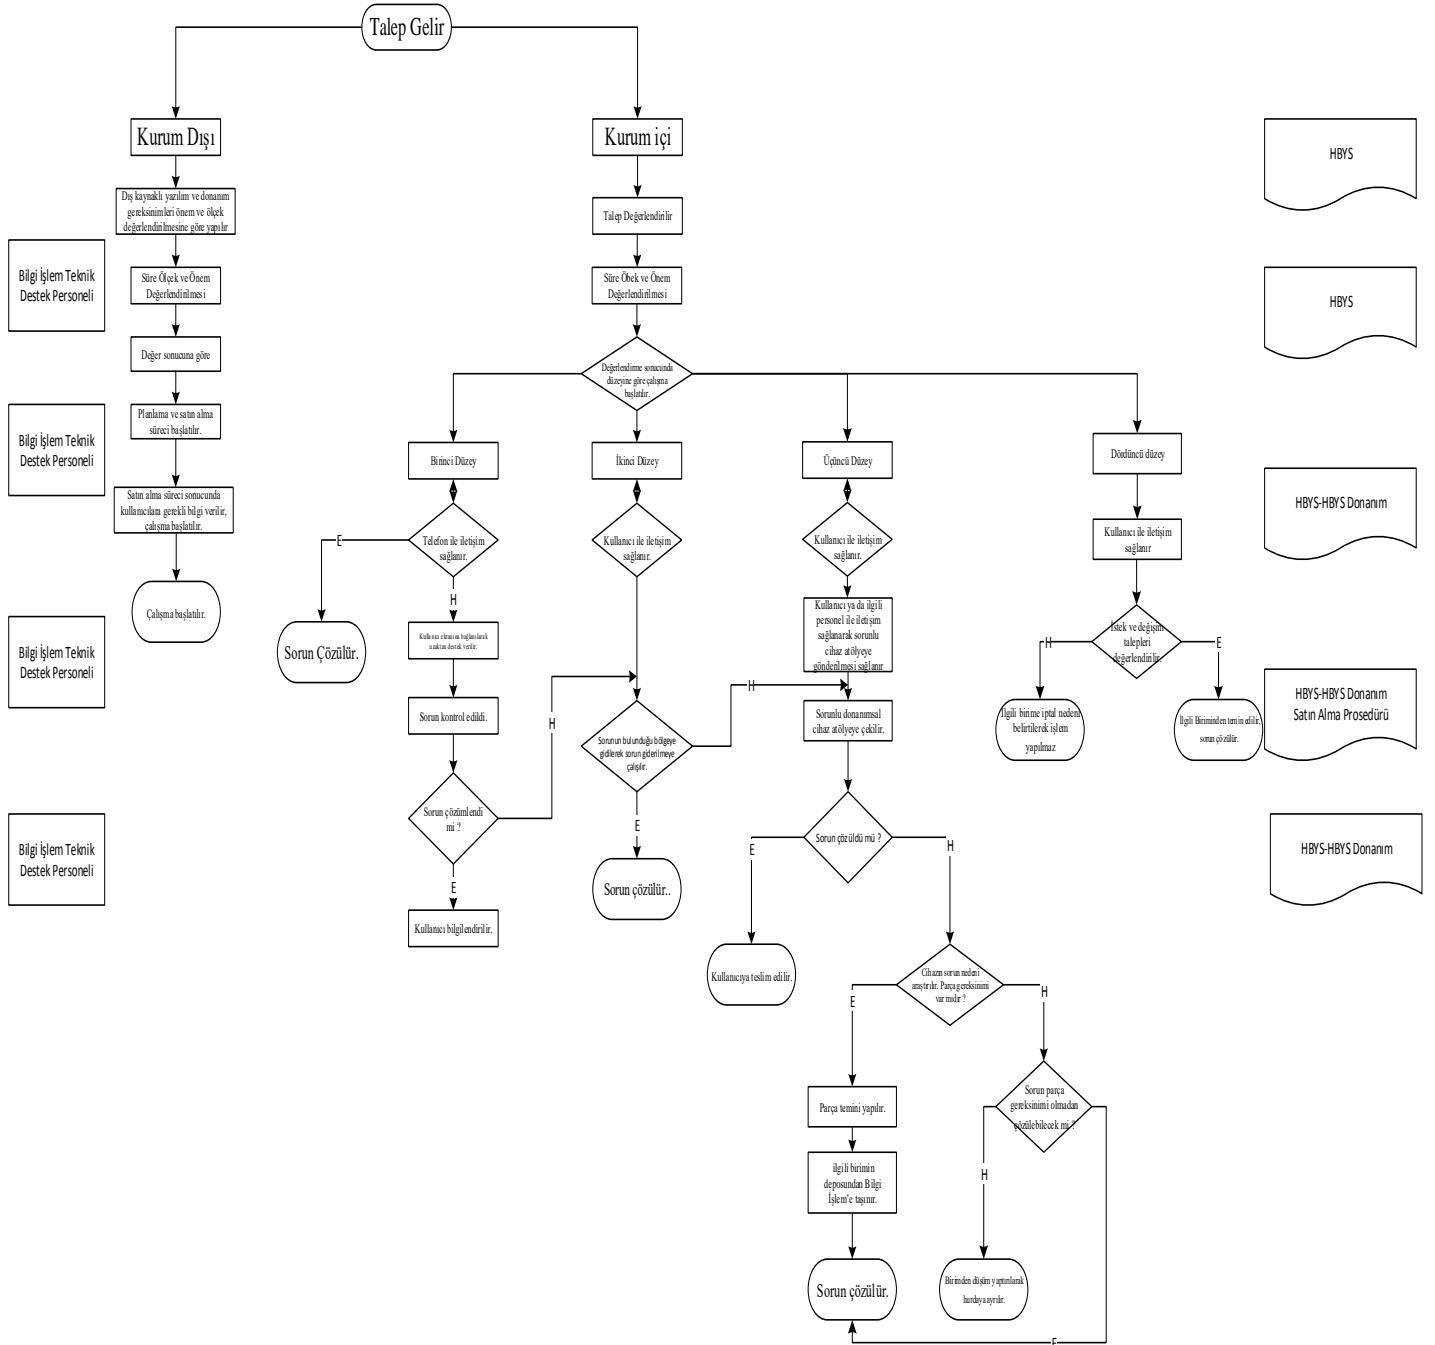 Talep Gelir
Kurum Dışı
Kurum içi
HBYS
Dış kaynaklı yazılım ve donanım
gereksinimleri önem ve ölçek
değerlendirilmesine göre yapılır
Talep Değerlendirilir
Bilgi İşlem Teknik
Destek Personeli
Süre Ölçek ve Önem
Değerlendirilmesi
Süre Öbek ve Önem
Değerlendirilmesi
HBYS
Değer sonucuna göre
Değerlendirme sonucunda
düzeyine göre çalışma
başlatılır.
Bilgi İşlem Teknik
Destek Personeli
Planlama ve satın alma
süreci başlatılır.
Birinci Düzey
İkinci Düzey
Üçüncü Düzey
Dördüncü düzey
Satın alma süreci sonucunda
kullanıcılara gerekli bilgi verilir,
çalışma başlatılır.
HBYS-HBYS Donanım
E
Telefon ile iletişim
sağlanır.
Kullanıcı ile iletişim
sağlanır.
Kullanıcı ile iletişim
sağlanır.
Kullanıcı ile iletişim
sağlanır
Çalışma başlatılır.
H
Bilgi İşlem Teknik
Destek Personeli
Sorun Çözülür.
Kullanıcı ekranına bağlanılarak
uzaktan destek verilir.
Kullanıcı ya da ilgili
personel ile iletişim
sağlanarak sorunlu
cihaz atölyeye
gönderilmesi sağlanır
İstek ve değişim
talepleri
değerlendirilir.
H
E
H
H
Sorun kontrol edildi.
Sorunlu donanımsal
cihaz atölyeye çekilir.
İlgili birime iptal nedeni
belirtilerek işlem
yapılmaz
İlgili Biriminden temin edilir,
sorun çözülür.
HBYS-HBYS Donanım
Satın Alma Prosedürü
Sorunun bulunduğu bölgeye
gidilerek sorun giderilmeye
çalışılır.
Bilgi İşlem Teknik
Destek Personeli
Sorun çözümlendi
mi ?
E
Sorun çözüldü mü ?
E
H
HBYS-HBYS Donanım
E
Sorun çözülür..
Kullanıcı bilgilendirilir.
Kullanıcıya teslim edilir.
Cihazın sorun nedeni
araştırılır. Parça gereksinimi
var mıdır ?
E
H
Parça temini yapılır.
Sorun parça
gereksinimi olmadan
çözülebilecek mi ?
ilgili birimin
deposundan Bilgi
İşlem'e taşınır.
H
Sorun çözülür.
Birimden düşüm yaptırılarak
hurdaya ayrılır.
E